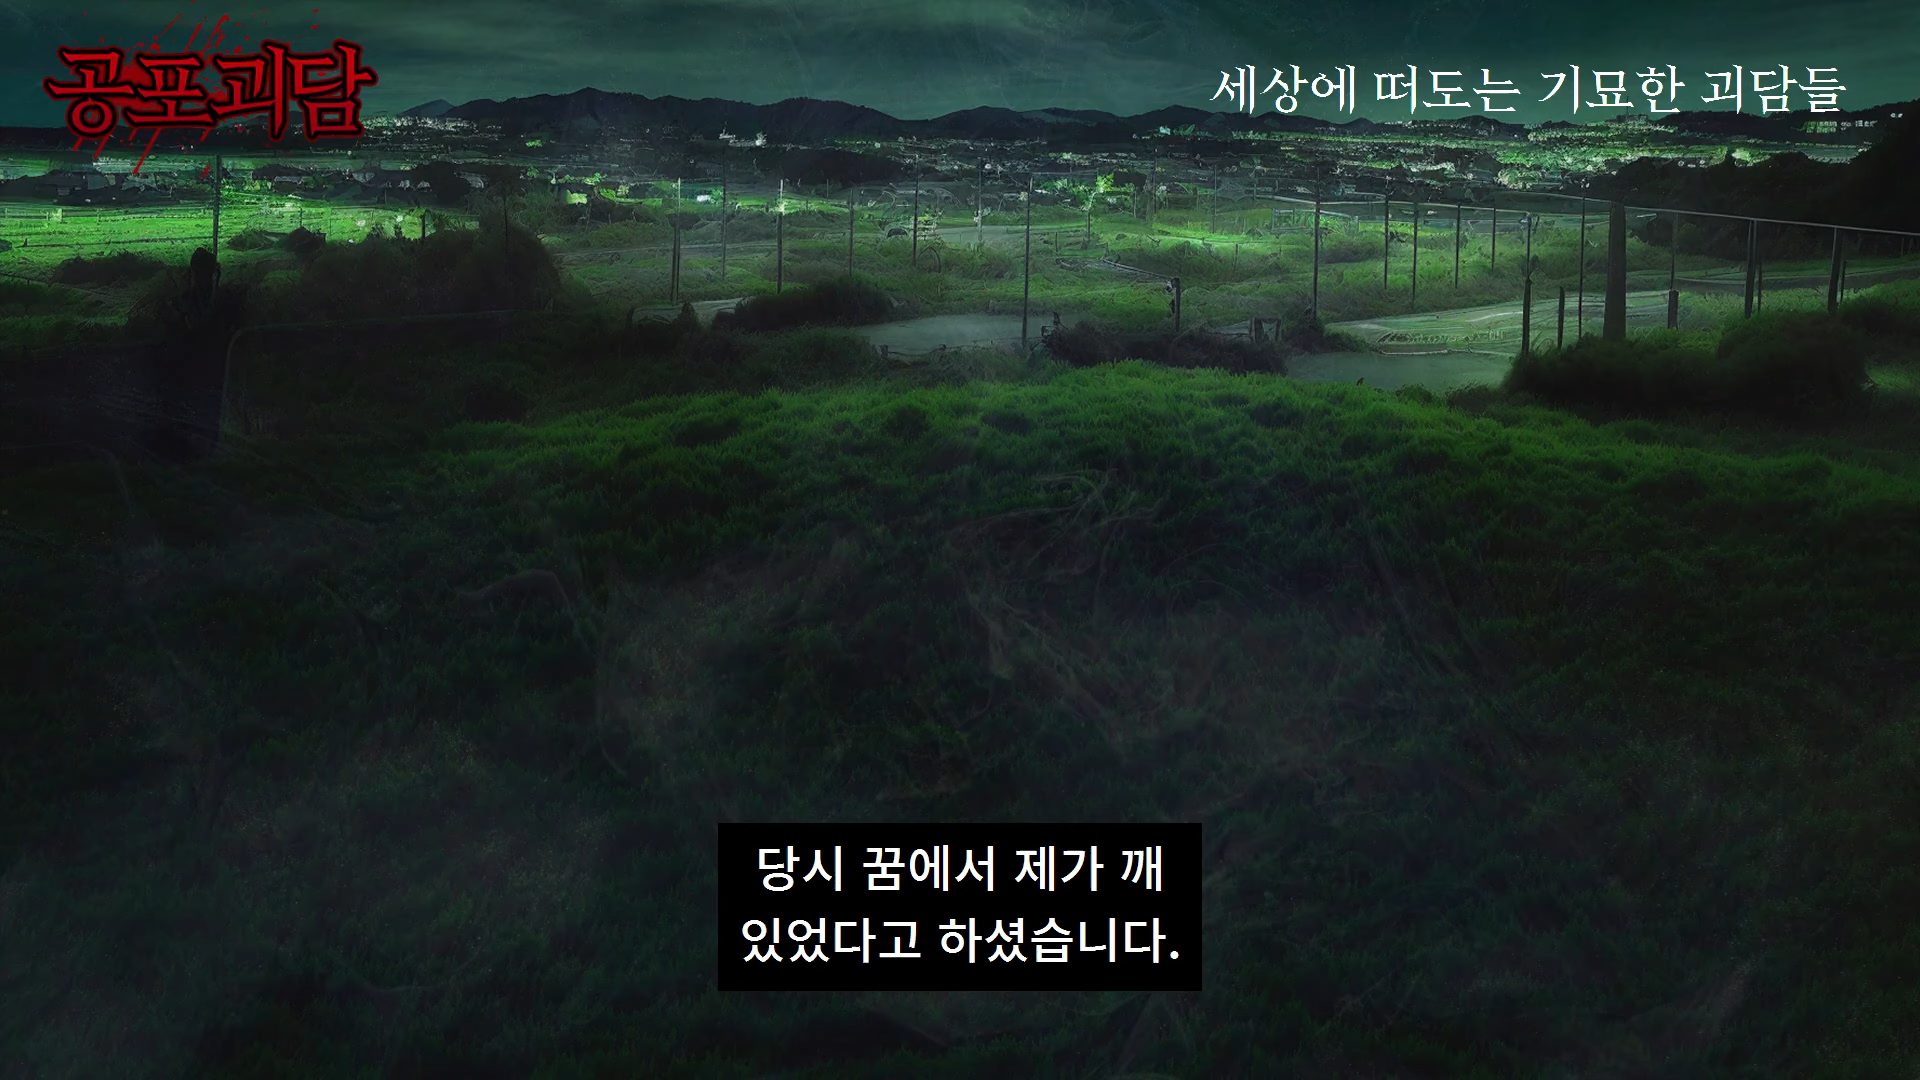 공포괴담
세상에 떠도는 기묘한 괴담들
당시 꿈에서 제가 깨
있었다고 하셨습니다.